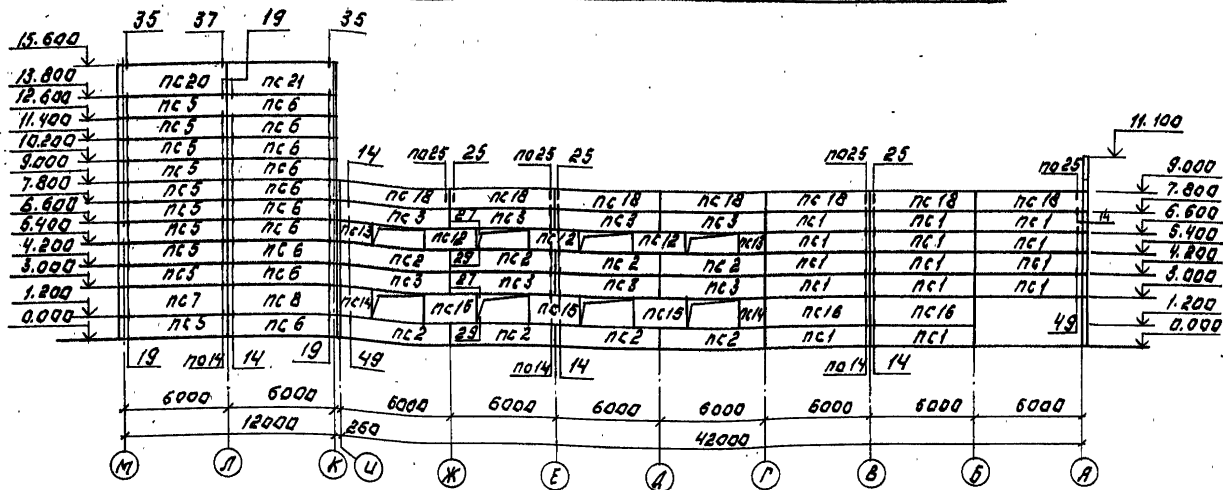 35 37 19 35
15.600
13.800 пс20 пс21
12.600 пс5 пс6
11.400 пс5 пс6 11.100
10.200 пс5 пс6
9.000 пс5 пс6 14 по25 25 по25 25 по25 25 по25 9.000
7.800 пс5 пс6 пс18 пс18 пс18 пс18 пс18 пс18 пс18 7.800
6.600 пс5 пс6 пс3 27 пс3 пс3 пс3 пс1 пс1 пс1 14 6.600
5.400 пс5 пс6 пс13 пс12 пс12 пс12 пс13 пс1 пс1 пс1 5.400
4.200 пс5 пс6 пс2 29 пс2 пс2 пс2 пс1 пс1 пс1 4.200
3.000 пс5 пс6 пс3 27 пс3 пс3 пс3 пс1 пс1 пс1 3.000
1.200 пс7 пс8 пс14 пс15 пс15 пс15 пс14 пс16 пс16 1.200
0.000 пс5 пс6 пс2 29 пс2 пс2 пс2 пс1 пс1 49 0.000
19 по14 14 19 49 по14 14 по14 14
6000 6000 6000 6000 6000 6000 6000 6000 6000
12000 260 42000
М Л К И Ж Е Д Г В Б А